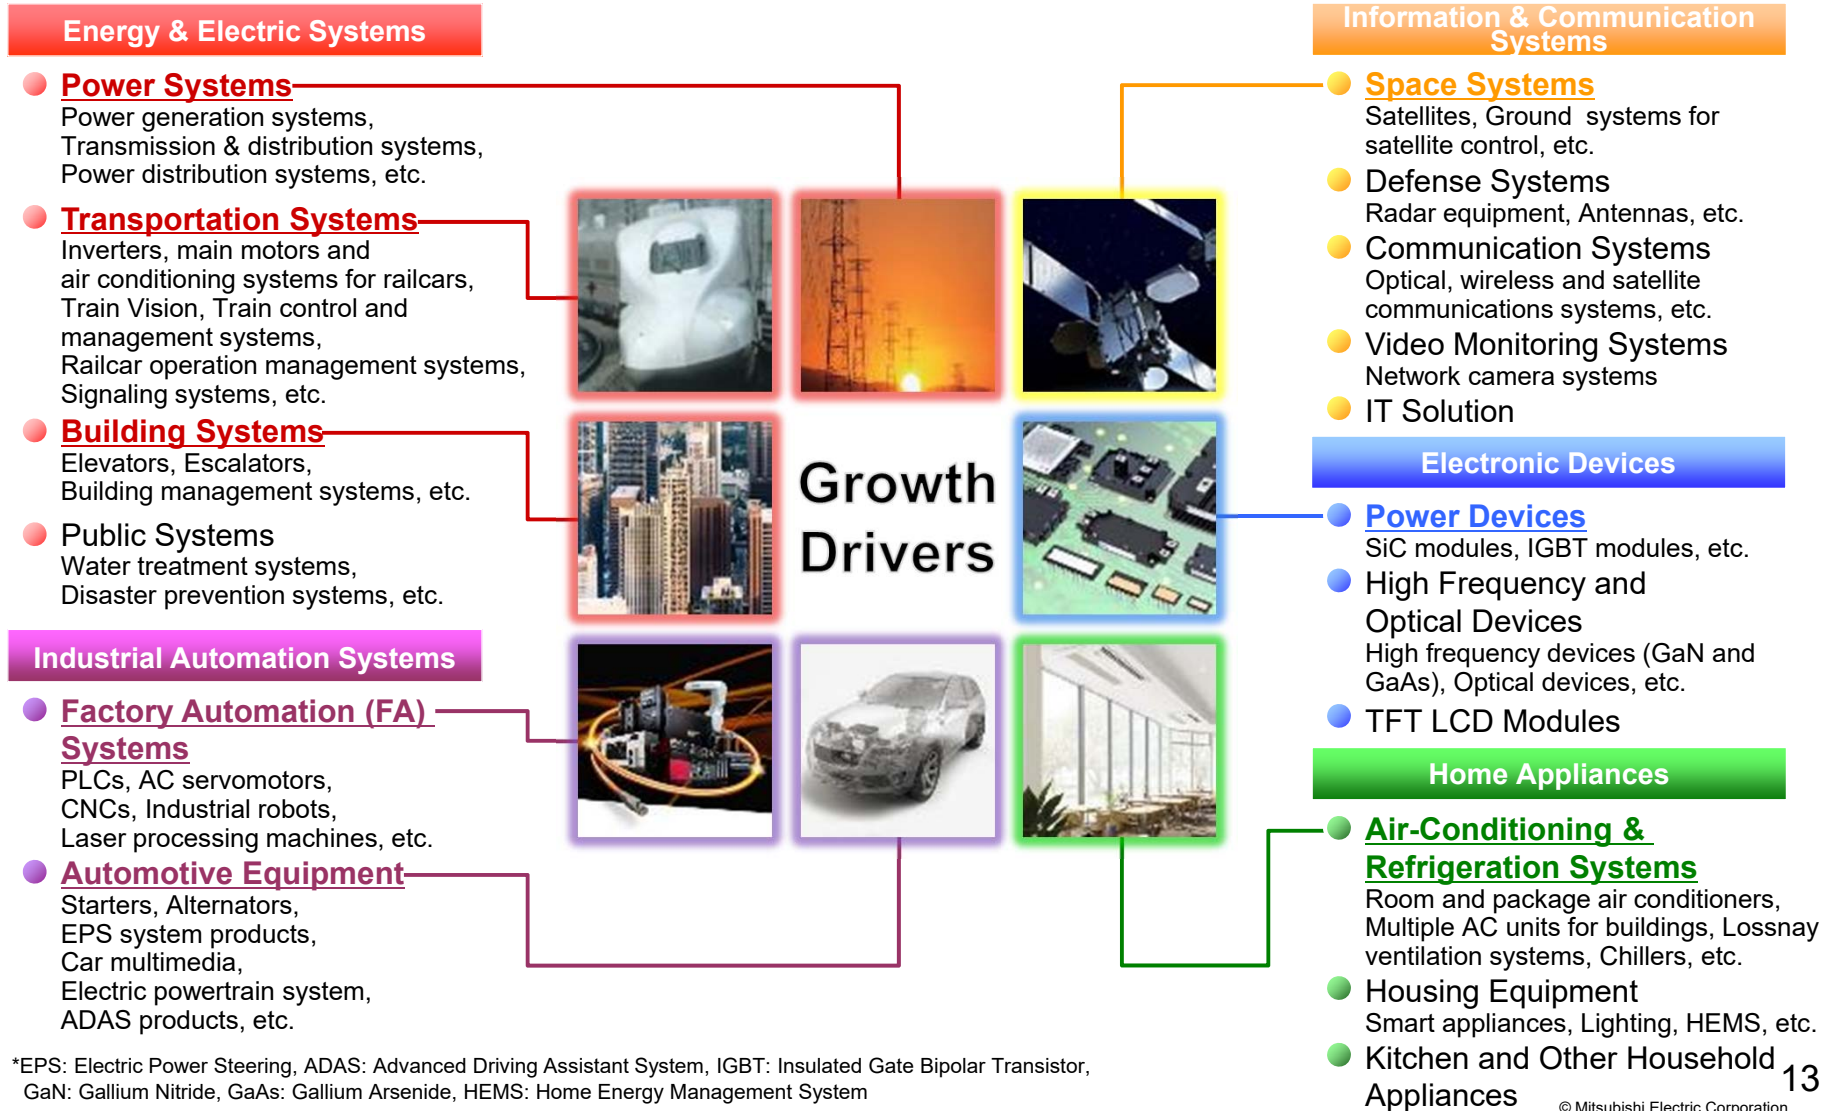 Energy & Electric Systems
Power Systems
Power generation systems,
Transmission & distribution systems,
Power distribution systems, etc.
Transportation Systems
Inverters, main motors and
air conditioning systems for railcars,
Train Vision, Train control and
management systems,
Railcar operation management systems,
Signaling systems, etc.
Building Systems
Elevators, Escalators,
Building management systems, etc.
Public Systems
Water treatment systems,
Disaster prevention systems, etc.
Industrial Automation Systems
Factory Automation (FA)
Systems
PLCs, AC servomotors,
CNCs, Industrial robots,
Laser processing machines, etc.
Automotive Equipment
Starters, Alternators,
EPS system products,
Car multimedia,
Electric powertrain system,
ADAS products, etc.
Growth
Drivers
Information & Communication
Systems
Space Systems
Satellites, Ground systems for
satellite control, etc.
Defense Systems
Radar equipment, Antennas, etc.
Communication Systems
Optical, wireless and satellite
communications systems, etc.
Video Monitoring Systems
Network camera systems
IT Solution
Electronic Devices
Power Devices
SiC modules, IGBT modules, etc.
High Frequency and
Optical Devices
High frequency devices (GaN and
GaAs), Optical devices, etc.
TFT LCD Modules
Home Appliances
Air-Conditioning &
Refrigeration Systems
Room and package air conditioners,
Multiple AC units for buildings, Lossnay
ventilation systems, Chillers, etc.
Housing Equipment
Smart appliances, Lighting, HEMS, etc.
Kitchen and Other Household
Appliances
*EPS: Electric Power Steering, ADAS: Advanced Driving Assistant System, IGBT: Insulated Gate Bipolar Transistor,
GaN: Gallium Nitride, GaAs: Gallium Arsenide, HEMS: Home Energy Management System
13
© Mitsubishi Electric Corporation